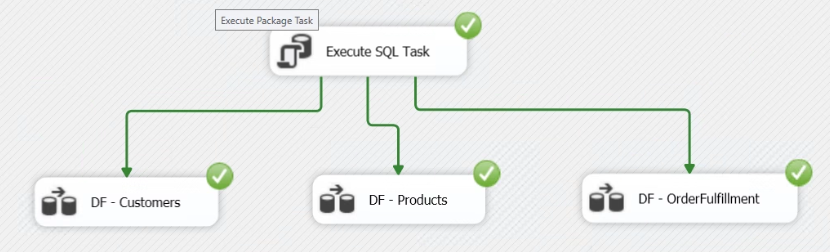 Execute Package Task
Execute SQL Task
DF - Customers
DF - Products
DF - OrderFulfillment